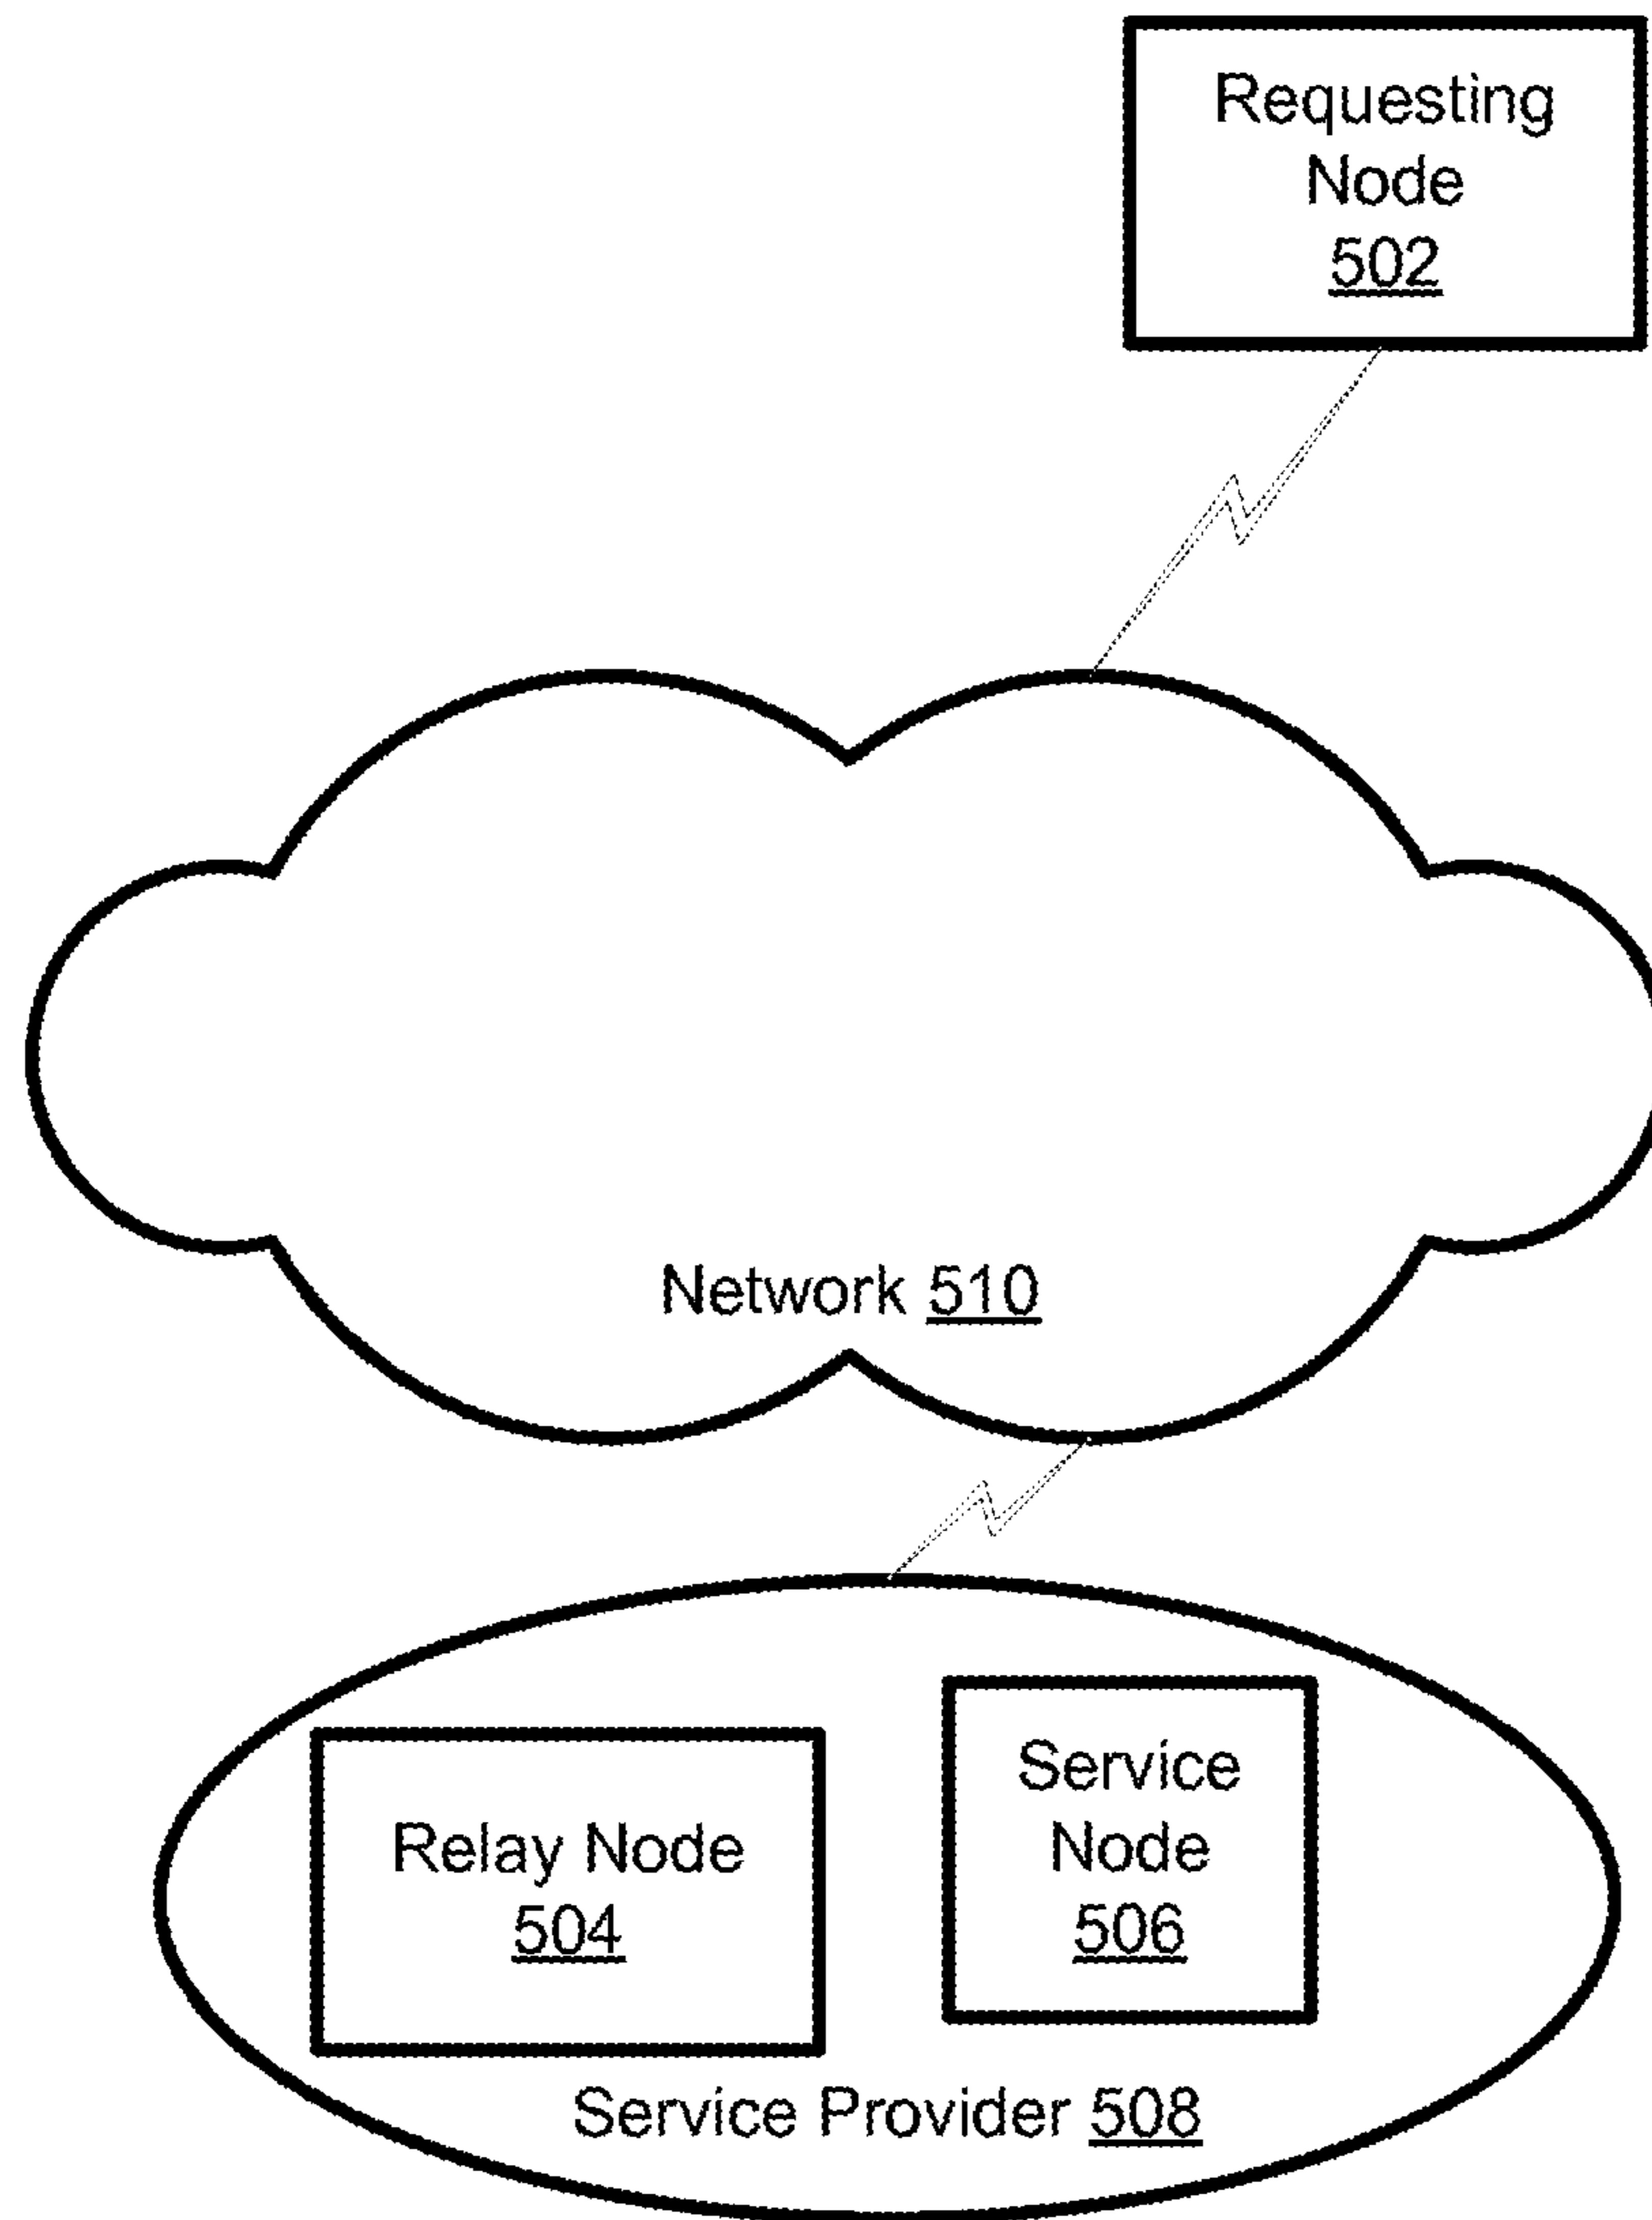 Requesting
Node
502
Network 510
Service
Node
506
Relay Node
504
Service Provider 508